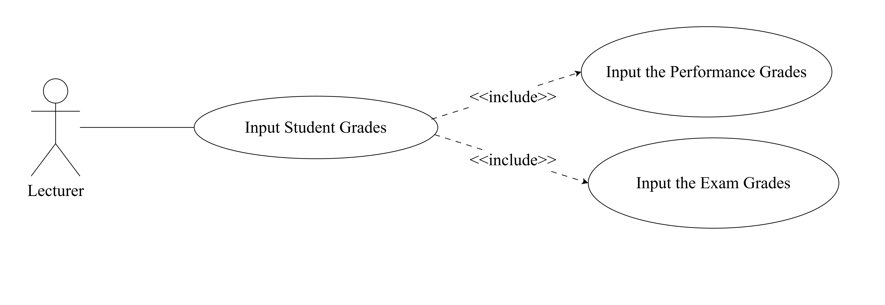 Input the Performance Grades
<<include>>
Input Student Grades
<<include>>
Input the Exam Grades
Lecturer